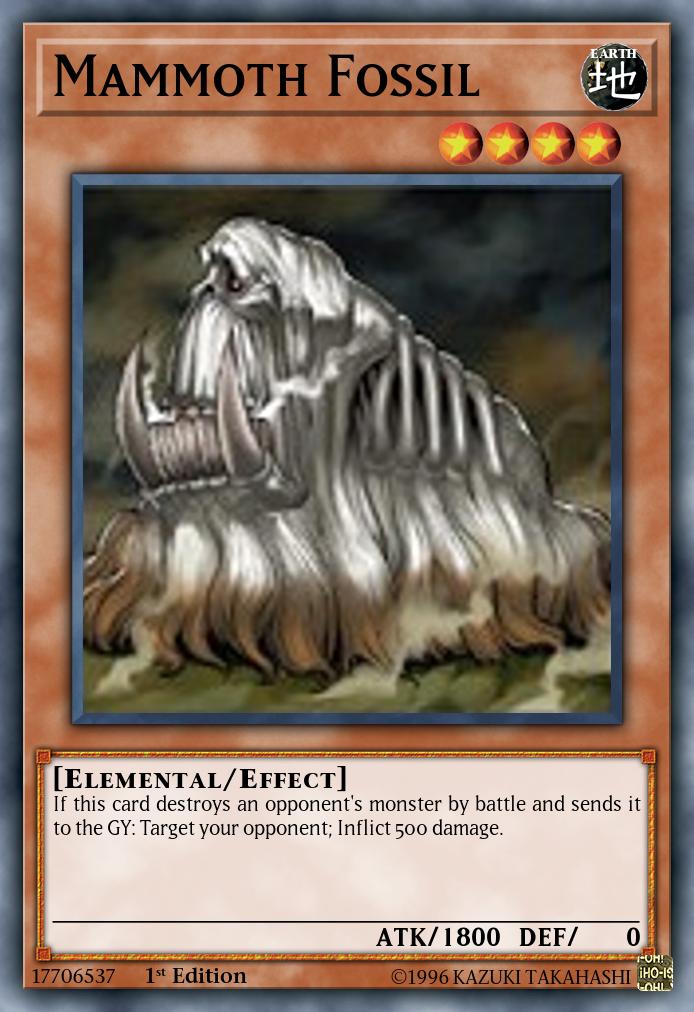 Mammoth Fossil
EARTH
地
[Elemental/Effect]
If this card destroys an opponent's monster by battle and sends it
to the GY: Target your opponent; Inflict 500 damage.
ATK/1800 DEF/ 0
17706537 1st Edition ©1996 KAZUKI TAKAHASHI